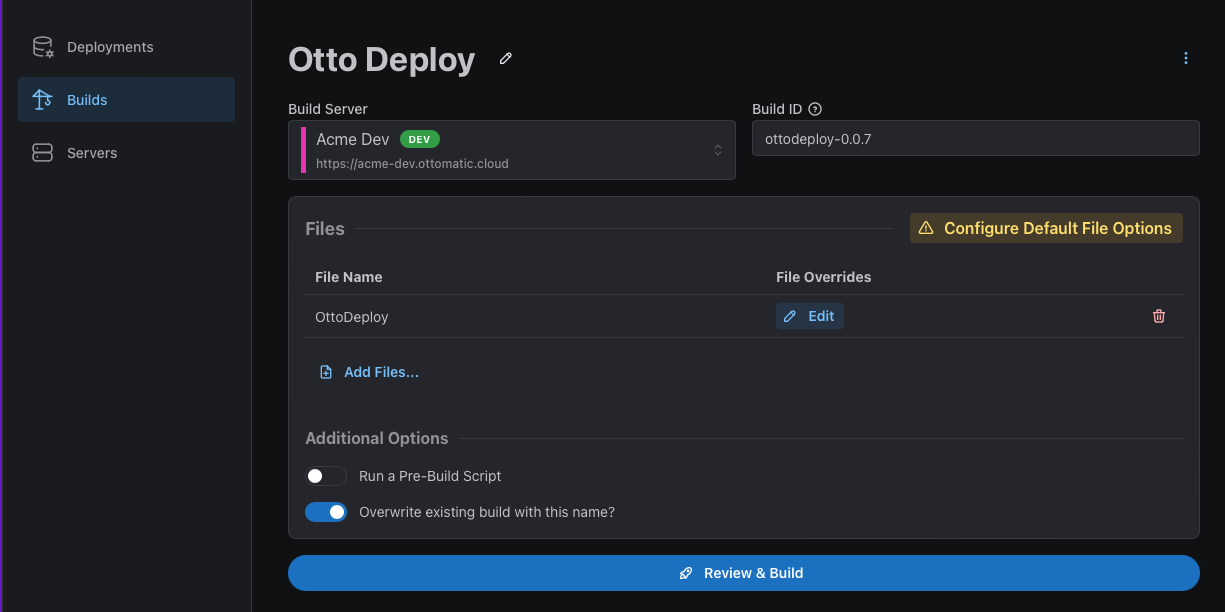 Deployments
Builds
Servers
Otto Deploy
Build Server
Acme Dev DEV
https://acme-dev.ottomatic.cloud
Build ID
ottodeploy-0.0.7
Files
Configure Default File Options
File Name File Overrides
OttoDeploy Edit
Add Files...
Additional Options
Run a Pre-Build Script
Overwrite existing build with this name?
Review & Build